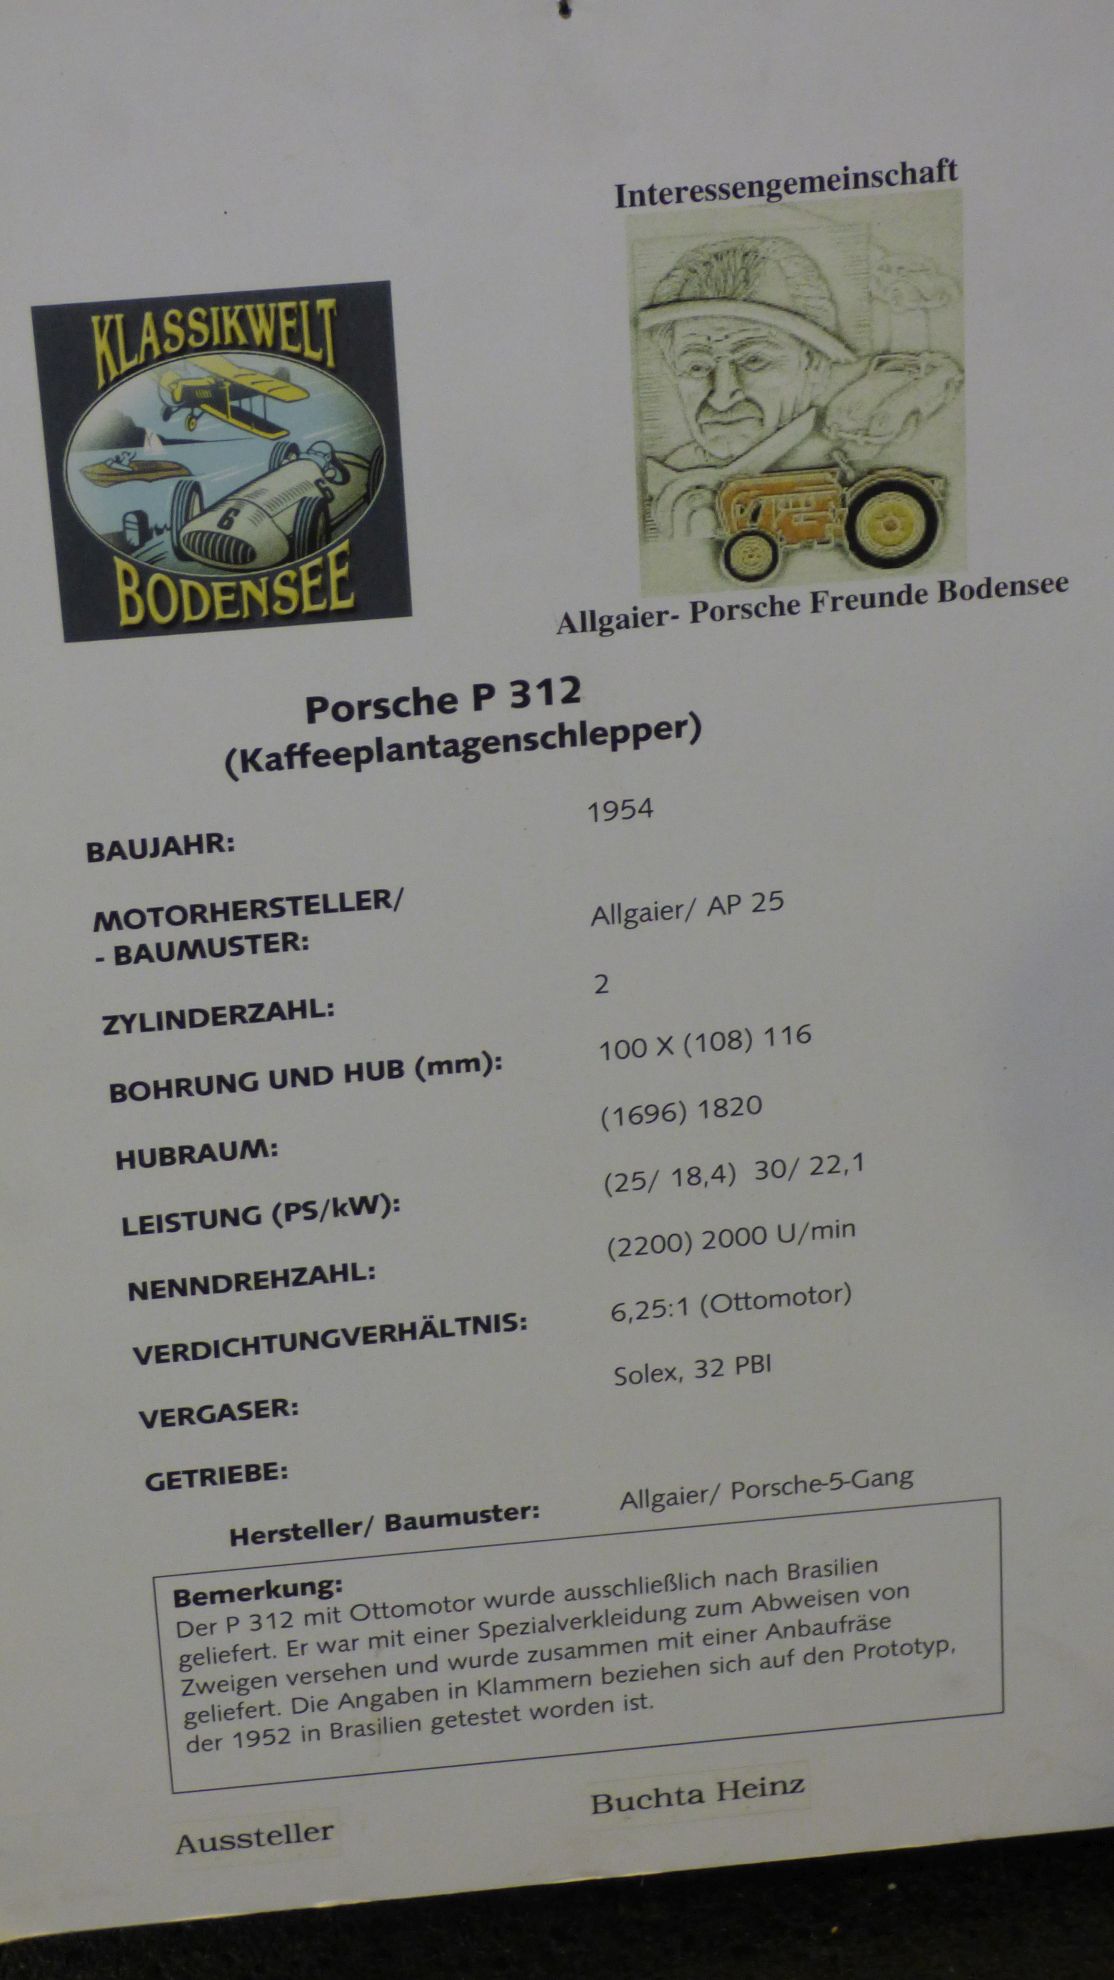 Interessengemeinschaft
KLASSIKWELT
6
6
BODENSEE
Allgaier- Porsche Freunde Bodensee
Porsche P 312
(Kaffeeplantagenschlepper)
BAUJAHR: 1954
MOTORHERSTELLER/
- BAUMUSTER: Allgaier/ AP 25
ZYLINDERZAHL: 2
BOHRUNG UND HUB (mm): 100 X (108) 116
HUBRAUM: (1696) 1820
LEISTUNG (PS/kW): (25/ 18,4) 30/ 22,1
NENNDREHZAHL: (2200) 2000 U/min
VERDICHTUNGVERHÄLTNIS: 6,25:1 (Ottomotor)
VERGASER: Solex, 32 PBI
GETRIEBE:
Hersteller/ Baumuster: Allgaier/ Porsche-5-Gang
Bemerkung:
Der P 312 mit Ottomotor wurde ausschließlich nach Brasilien
geliefert. Er war mit einer Spezialverkleidung zum Abweisen von
Zweigen versehen und wurde zusammen mit einer Anbaufräse
geliefert. Die Angaben in Klammern beziehen sich auf den Prototyp,
der 1952 in Brasilien getestet worden ist.
Aussteller Buchta Heinz